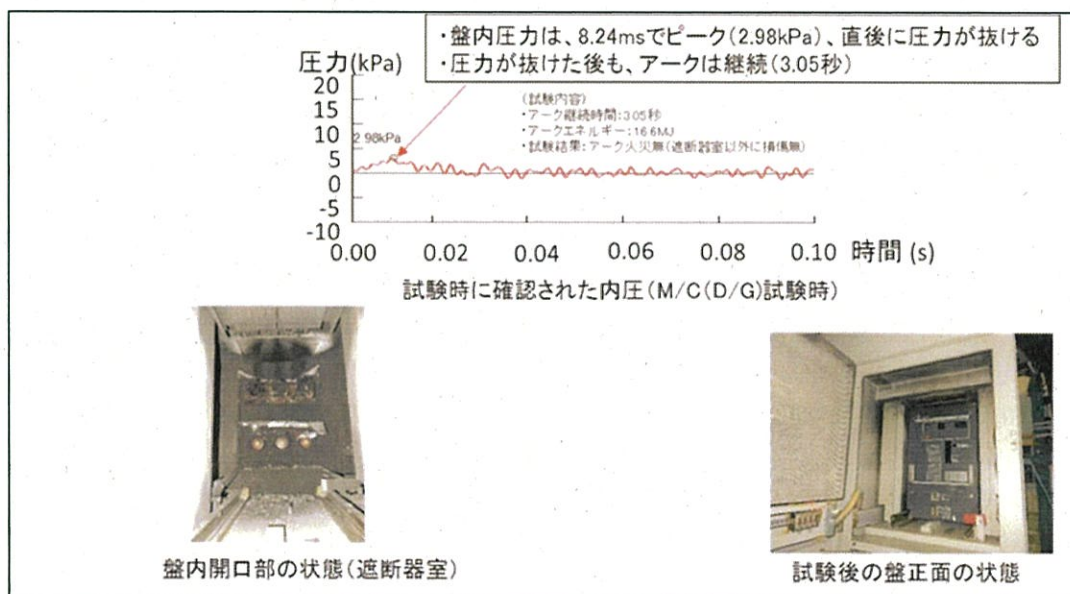 ・盤内圧力は、8.24msでピーク(2.98kPa)、直後に圧力が抜ける
・圧力が抜けた後も、アークは継続(3.05秒)
圧力(kPa)
20
15
10
5
0
-5
-10
2.98kPa
(試験内容)
・アーク継続時間:3.05秒
・アークエネルギー:16.6MJ
・試験結果:アーク火災無(遮断器室以外に損傷無)
0.00 0.02 0.04 0.06 0.08 0.10 時間 (s)
試験時に確認された内圧(M/C(D/G)試験時)
盤内開口部の状態(遮断器室)
試験後の盤正面の状態